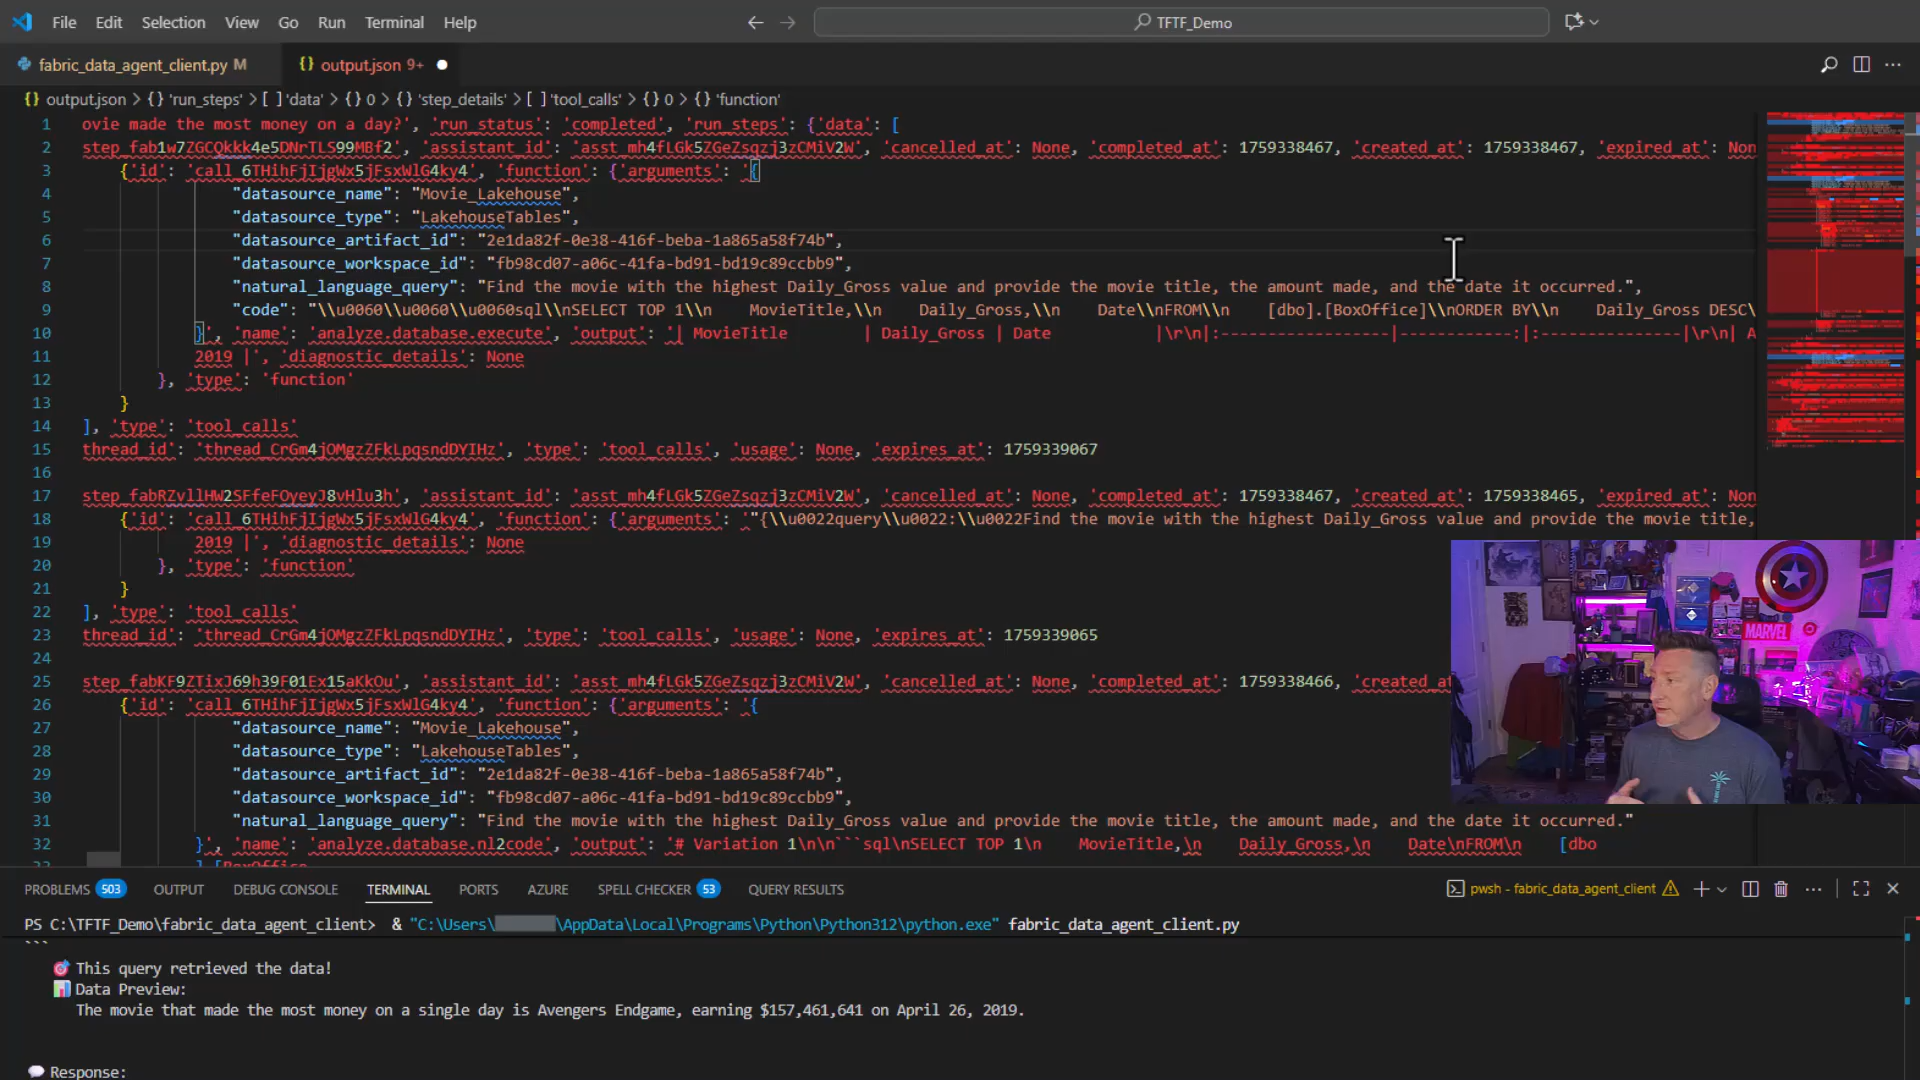 File Edit Selection View Go Run Terminal Help
TFTF_Demo
fabric_data_agent_client.py M
{} output.json 9+
{} output.json > {} 'run_steps' > [ ] 'data' > {} 0 > {} 'step_details' > [ ] 'tool_calls' > {} 0 > {} 'function'
1 ovie made the most money on a day?', 'run_status': 'completed', 'run_steps': {'data': [
2 step_fab1w7ZGCQkkk4e5DNrTLS99MBf2', 'assistant_id': 'asst_mh4fLGk5ZGeZsqzj3zCMiV2W', 'cancelled_at': None, 'completed_at': 1759338467, 'created_at': 1759338467, 'expired_at': Non
3 {'id': 'call_6THihFjIjgWx5jFsxWlG4ky4', 'function': {'arguments': '{
4 "datasource_name": "Movie_Lakehouse",
5 "datasource_type": "LakehouseTables",
6 "datasource_artifact_id": "2e1da82f-0e38-416f-beba-1a865a58f74b",
7 "datasource_workspace_id": "fb98cd07-a06c-41fa-bd91-bd19c89ccbb9",
8 "natural_language_query": "Find the movie with the highest Daily_Gross value and provide the movie title, the amount made, and the date it occurred.",
9 "code": "\\u0060\\u0060\\u0060sql\\nSELECT TOP 1\\n    MovieTitle,\\n    Daily_Gross,\\n    Date\\nFROM\\n    [dbo].[BoxOffice]\\nORDER BY\\n    Daily_Gross DESC\
10 }', 'name': 'analyze.database.execute', 'output': '| MovieTitle        | Daily_Gross | Date           |\r\n|:------------------|------------:|:---------------|\r\n| A
11 2019 |', 'diagnostic_details': None
12 }, 'type': 'function'
13 }
14 ], 'type': 'tool_calls'
15 thread_id': 'thread_CrGm4jOMgzZFkLpqsndDYIHz', 'type': 'tool_calls', 'usage': None, 'expires_at': 1759339067
16
17 step_fabRZvllHW2SFfeFOyeyJ8vHlu3h', 'assistant_id': 'asst_mh4fLGk5ZGeZsqzj3zCMiV2W', 'cancelled_at': None, 'completed_at': 1759338467, 'created_at': 1759338465, 'expired_at': Non
18 {'id': 'call_6THihFjIjgWx5jFsxWlG4ky4', 'function': {'arguments': '"{\\u0022query\\u0022:\\u0022Find the movie with the highest Daily_Gross value and provide the movie title,
19 2019 |', 'diagnostic_details': None
20 }, 'type': 'function'
21 }
22 ], 'type': 'tool_calls'
23 thread_id': 'thread_CrGm4jOMgzZFkLpqsndDYIHz', 'type': 'tool_calls', 'usage': None, 'expires_at': 1759339065
24
25 step_fabKF9ZTixJ69h39F01Ex15aKkOu', 'assistant_id': 'asst_mh4fLGk5ZGeZsqzj3zCMiV2W', 'cancelled_at': None, 'completed_at': 1759338466, 'created_at
26 {'id': 'call_6THihFjIjgWx5jFsxWlG4ky4', 'function': {'arguments': '{
27 "datasource_name": "Movie_Lakehouse",
28 "datasource_type": "LakehouseTables",
29 "datasource_artifact_id": "2e1da82f-0e38-416f-beba-1a865a58f74b",
30 "datasource_workspace_id": "fb98cd07-a06c-41fa-bd91-bd19c89ccbb9",
31 "natural_language_query": "Find the movie with the highest Daily_Gross value and provide the movie title, the amount made, and the date it occurred."
32 }', 'name': 'analyze.database.nl2code', 'output': '# Variation 1\n\n```sql\nSELECT TOP 1\n    MovieTitle,\n    Daily_Gross,\n    Date\nFROM\n    [dbo
MARVEL
PROBLEMS 503 OUTPUT DEBUG CONSOLE TERMINAL PORTS AZURE SPELL CHECKER 53 QUERY RESULTS
pwsh - fabric_data_agent_client
PS C:\TFTF_Demo\fabric_data_agent_client> & "C:\Users\ \AppData\Local\Programs\Python\Python312\python.exe" fabric_data_agent_client.py
```
🎯 This query retrieved the data!
📊 Data Preview:
The movie that made the most money on a single day is Avengers Endgame, earning $157,461,641 on April 26, 2019.
💬 Response: